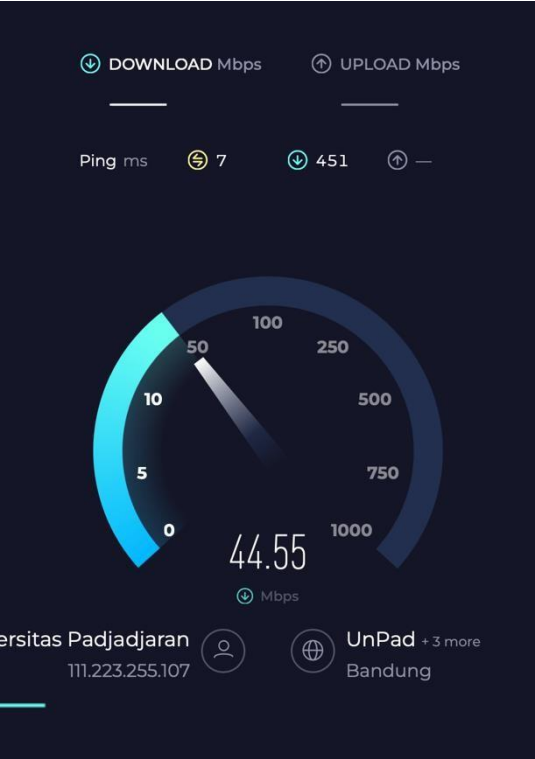 DOWNLOAD Mbps
UPLOAD Mbps
Ping ms 7 451 —
100
50 250
10 500
5 750
0 1000
44.55
Mbps
ersitas Padjadjaran
111.223.255.107
UnPad + 3 more
Bandung